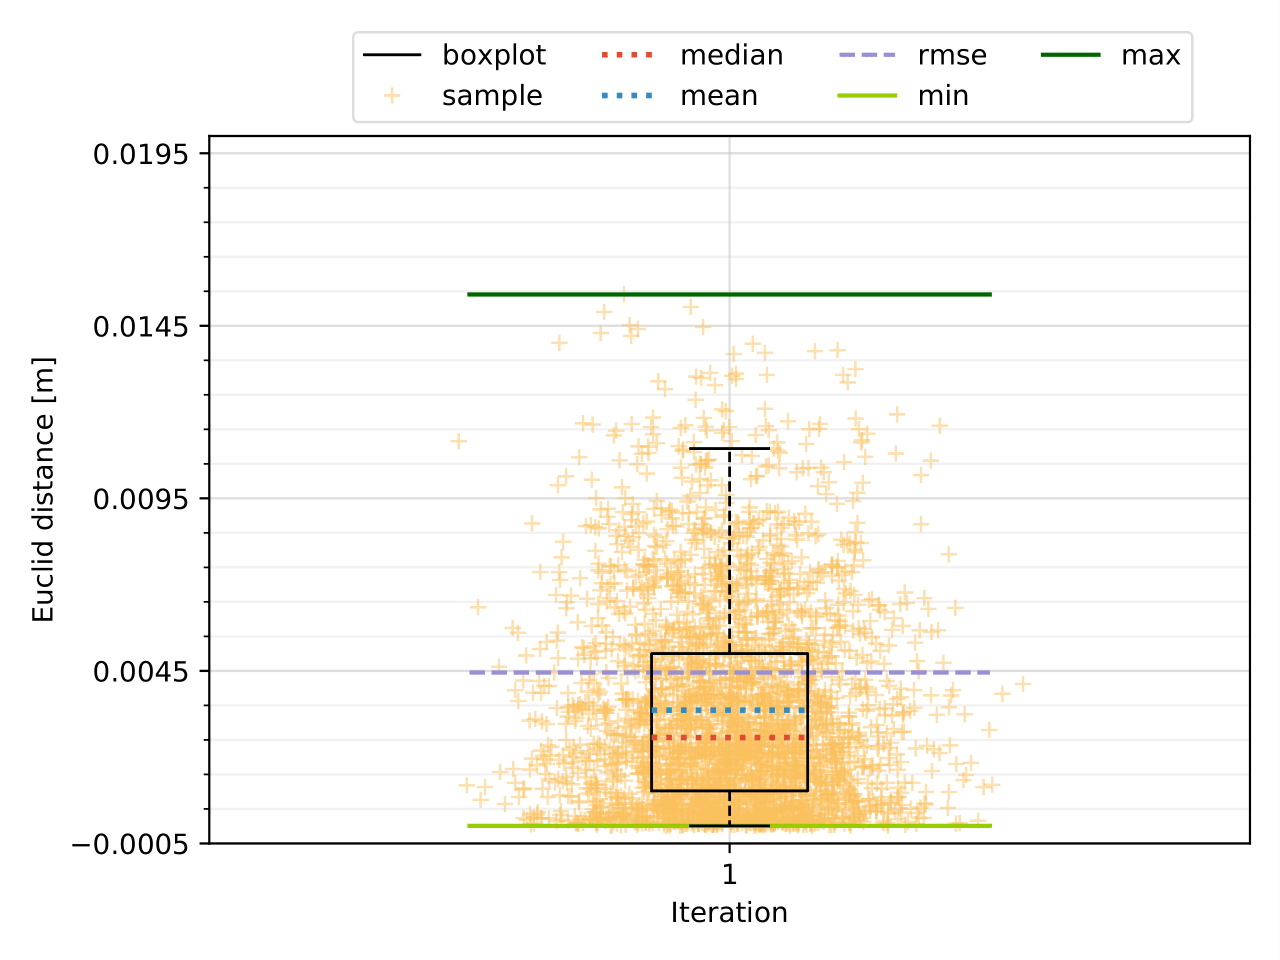 boxplot median rmse max
sample mean min
0.0195
0.0145
0.0095
0.0045
−0.0005
Euclid distance [m]
1
Iteration